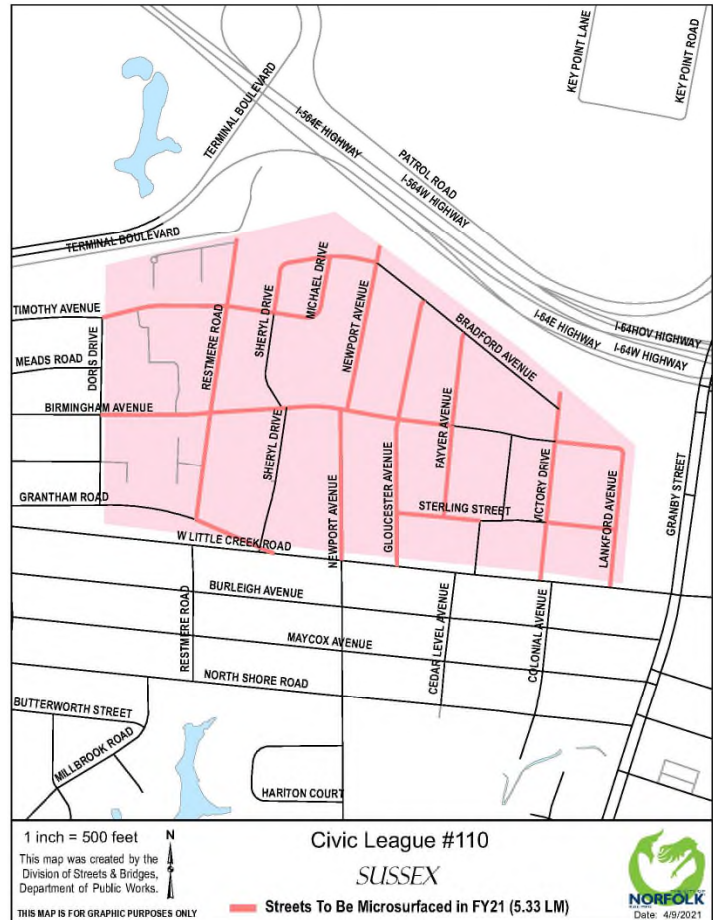 KEY POINT LANE
KEY POINT ROAD
TERMINAL BOULEVARD
I-564E HIGHWAY
PATROL ROAD
I-564W HIGHWAY
TERMINAL BOULEVARD
TIMOTHY AVENUE
MEADS ROAD
DORIS DRIVE
RESTMERE ROAD
SHERYL DRIVE
MICHAEL DRIVE
NEWPORT AVENUE
BRADFORD AVENUE
I-64E HIGHWAY
I-64HOV HIGHWAY
I-64W HIGHWAY
BIRMINGHAM AVENUE
SHERYL DRIVE
FAYVER AVENUE
GRANTHAM ROAD
NEWPORT AVENUE
GLOUCESTER AVENUE
STERLING STREET
VICTORY DRIVE
LANKFORD AVENUE
GRANBY STREET
W LITTLE CREEK ROAD
BURLEIGH AVENUE
RESTMERE ROAD
MAYCOX AVENUE
CEDAR LEVEL AVENUE
COLONIAL AVENUE
NORTH SHORE ROAD
BUTTERWORTH STREET
MILLBROOK ROAD
HARITON COURT
1 inch = 500 feet
N
This map was created by the
Division of Streets & Bridges,
Department of Public Works.
THIS MAP IS FOR GRAPHIC PURPOSES ONLY
Civic League #110
SUSSEX
Streets To Be Microsurfaced in FY21 (5.33 LM)
THE CITY OF
NORFOLK
Date: 4/9/2021